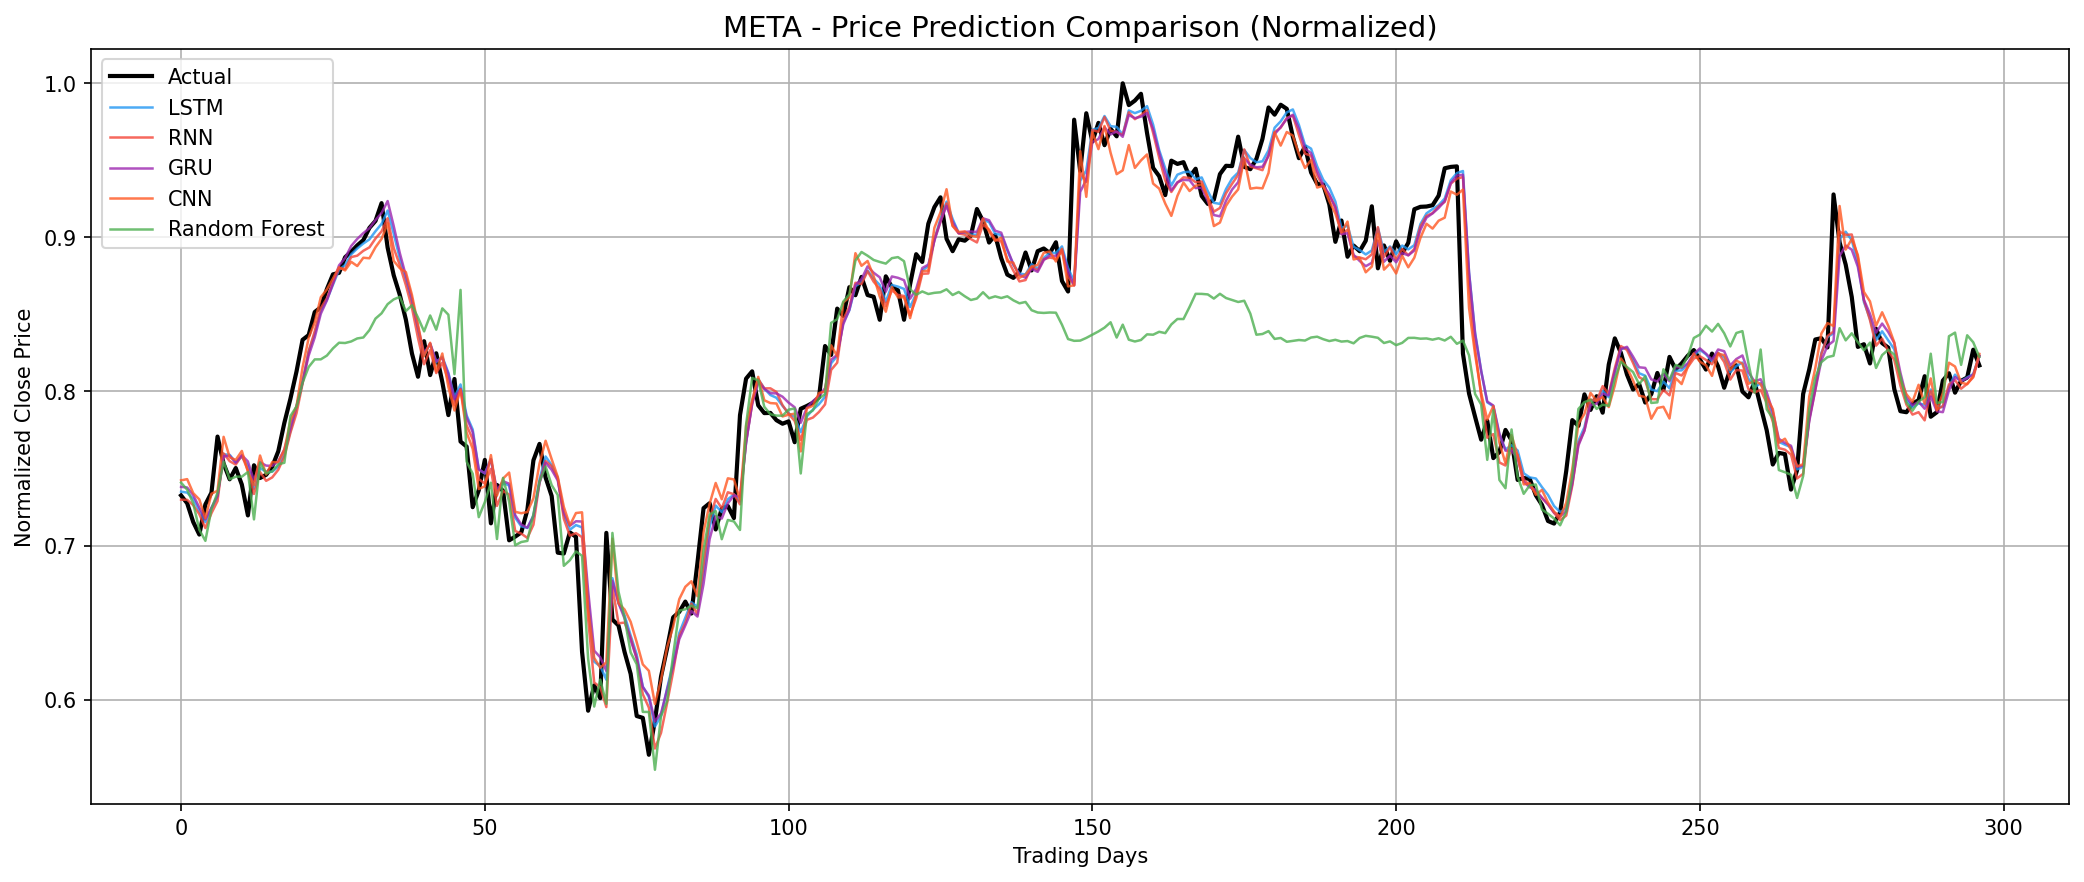 META - Price Prediction Comparison (Normalized)
Actual
LSTM
RNN
GRU
CNN
Random Forest
1.0
0.9
0.8
0.7
0.6
Normalized Close Price
0 50 100 150 200 250 300
Trading Days